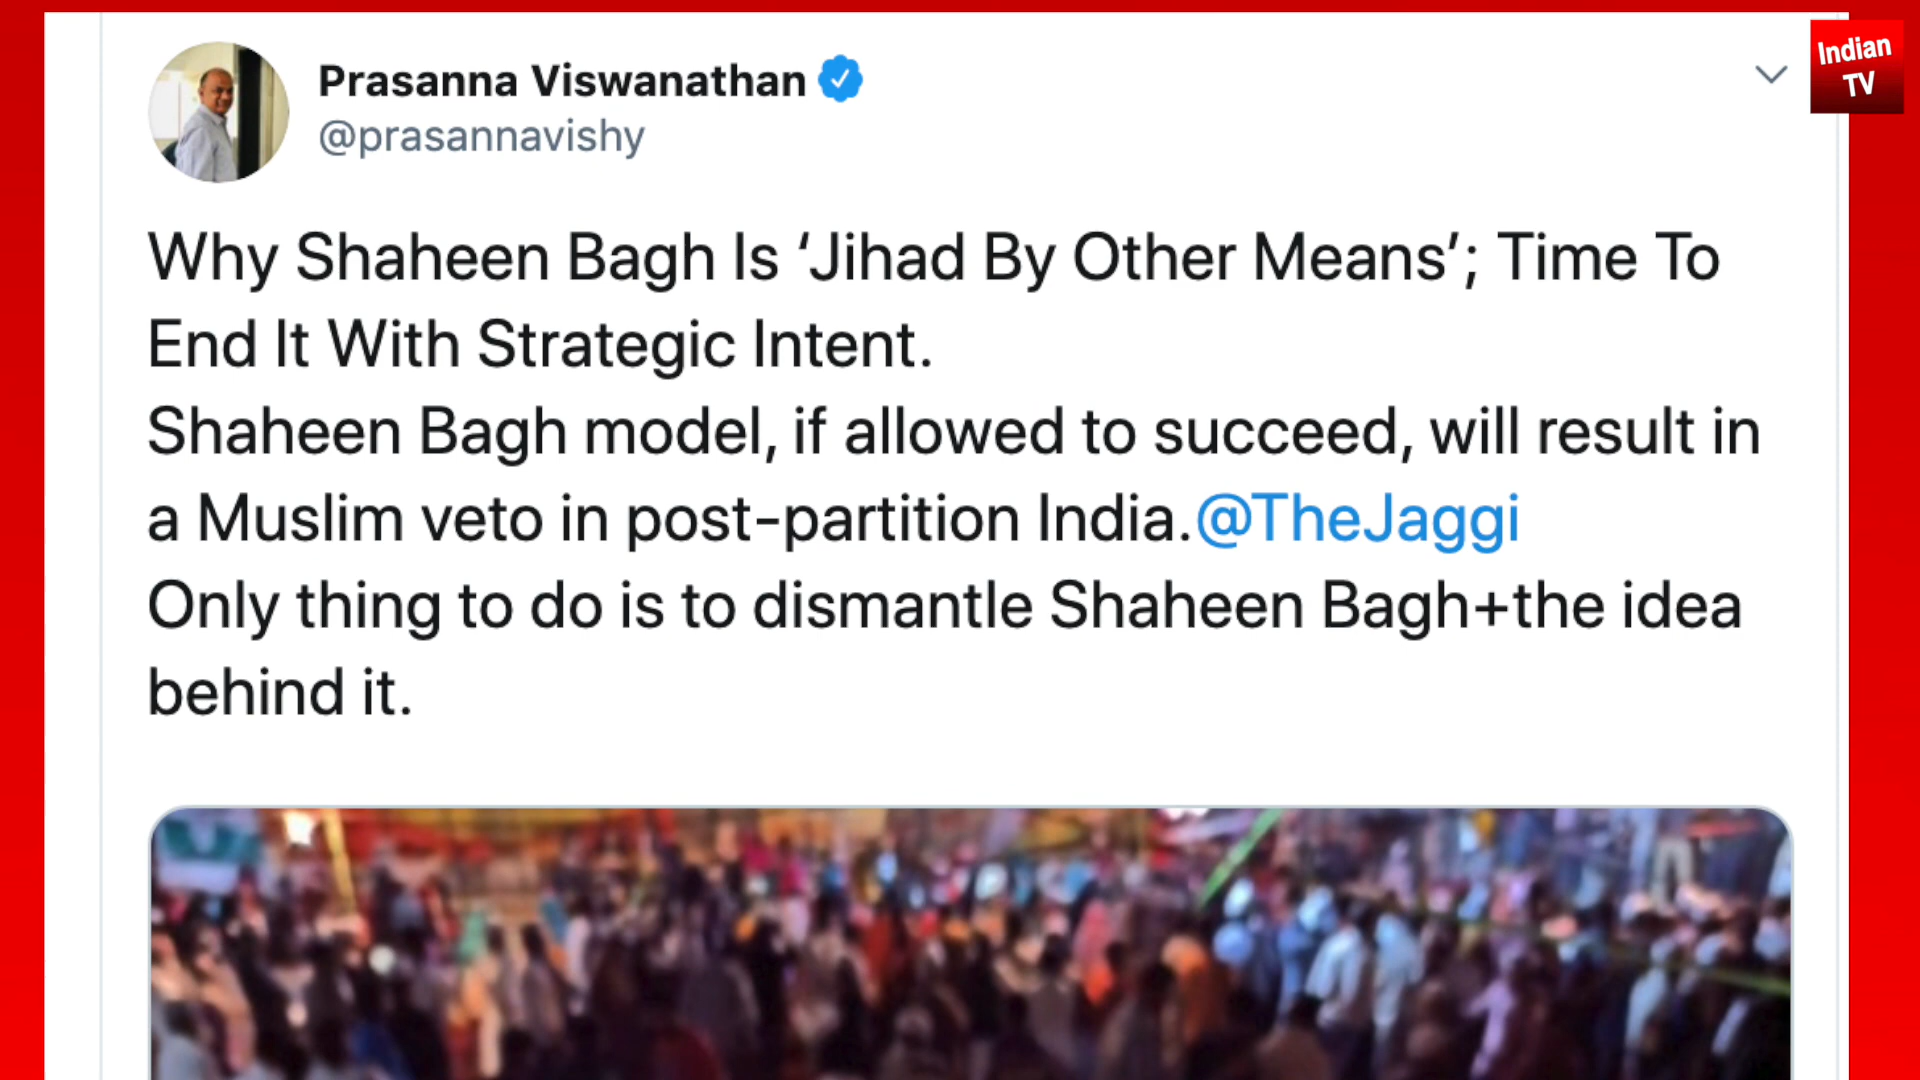 Indian
TV
Prasanna Viswanathan
@prasannavishy
Why Shaheen Bagh Is ‘Jihad By Other Means’; Time To
End It With Strategic Intent.
Shaheen Bagh model, if allowed to succeed, will result in
a Muslim veto in post-partition India.@TheJaggi
Only thing to do is to dismantle Shaheen Bagh+the idea
behind it.